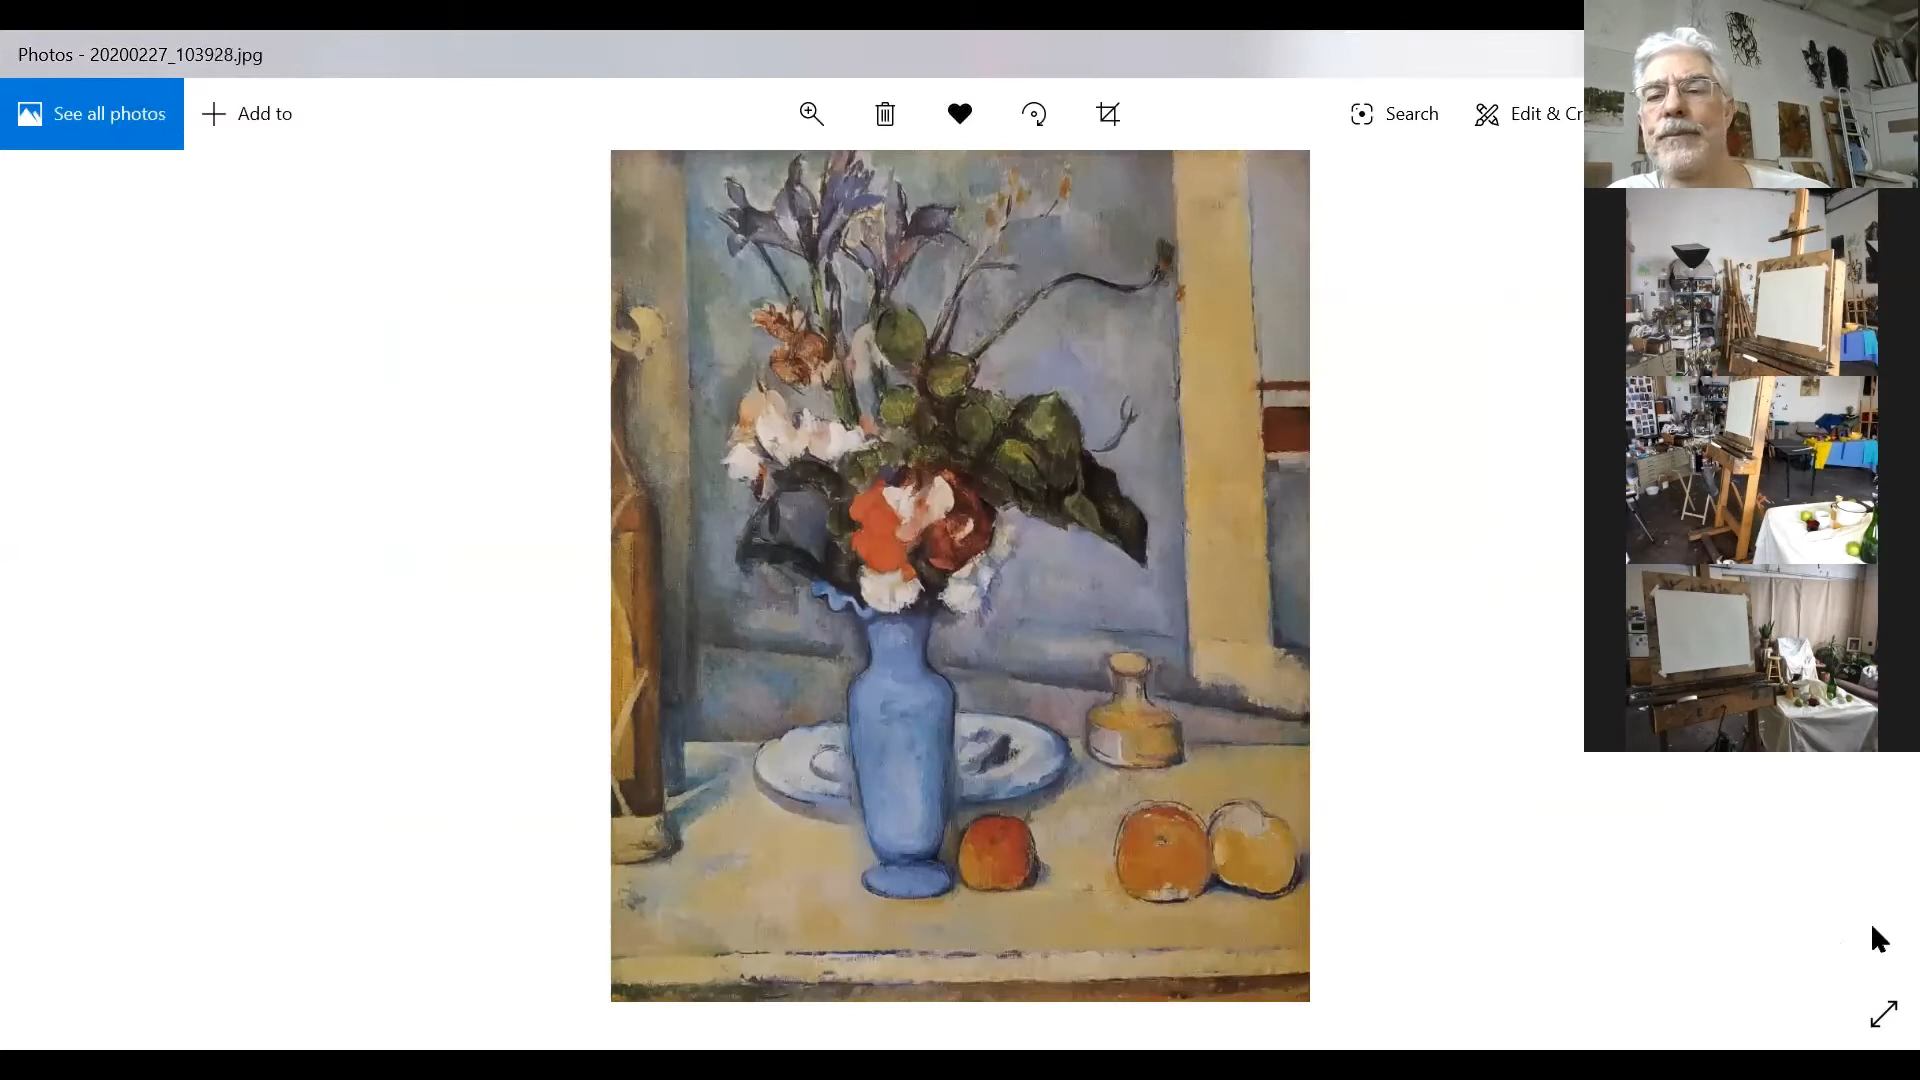 Photos - 20200227_103928.jpg
See all photos
Add to
Search
Edit & Cr